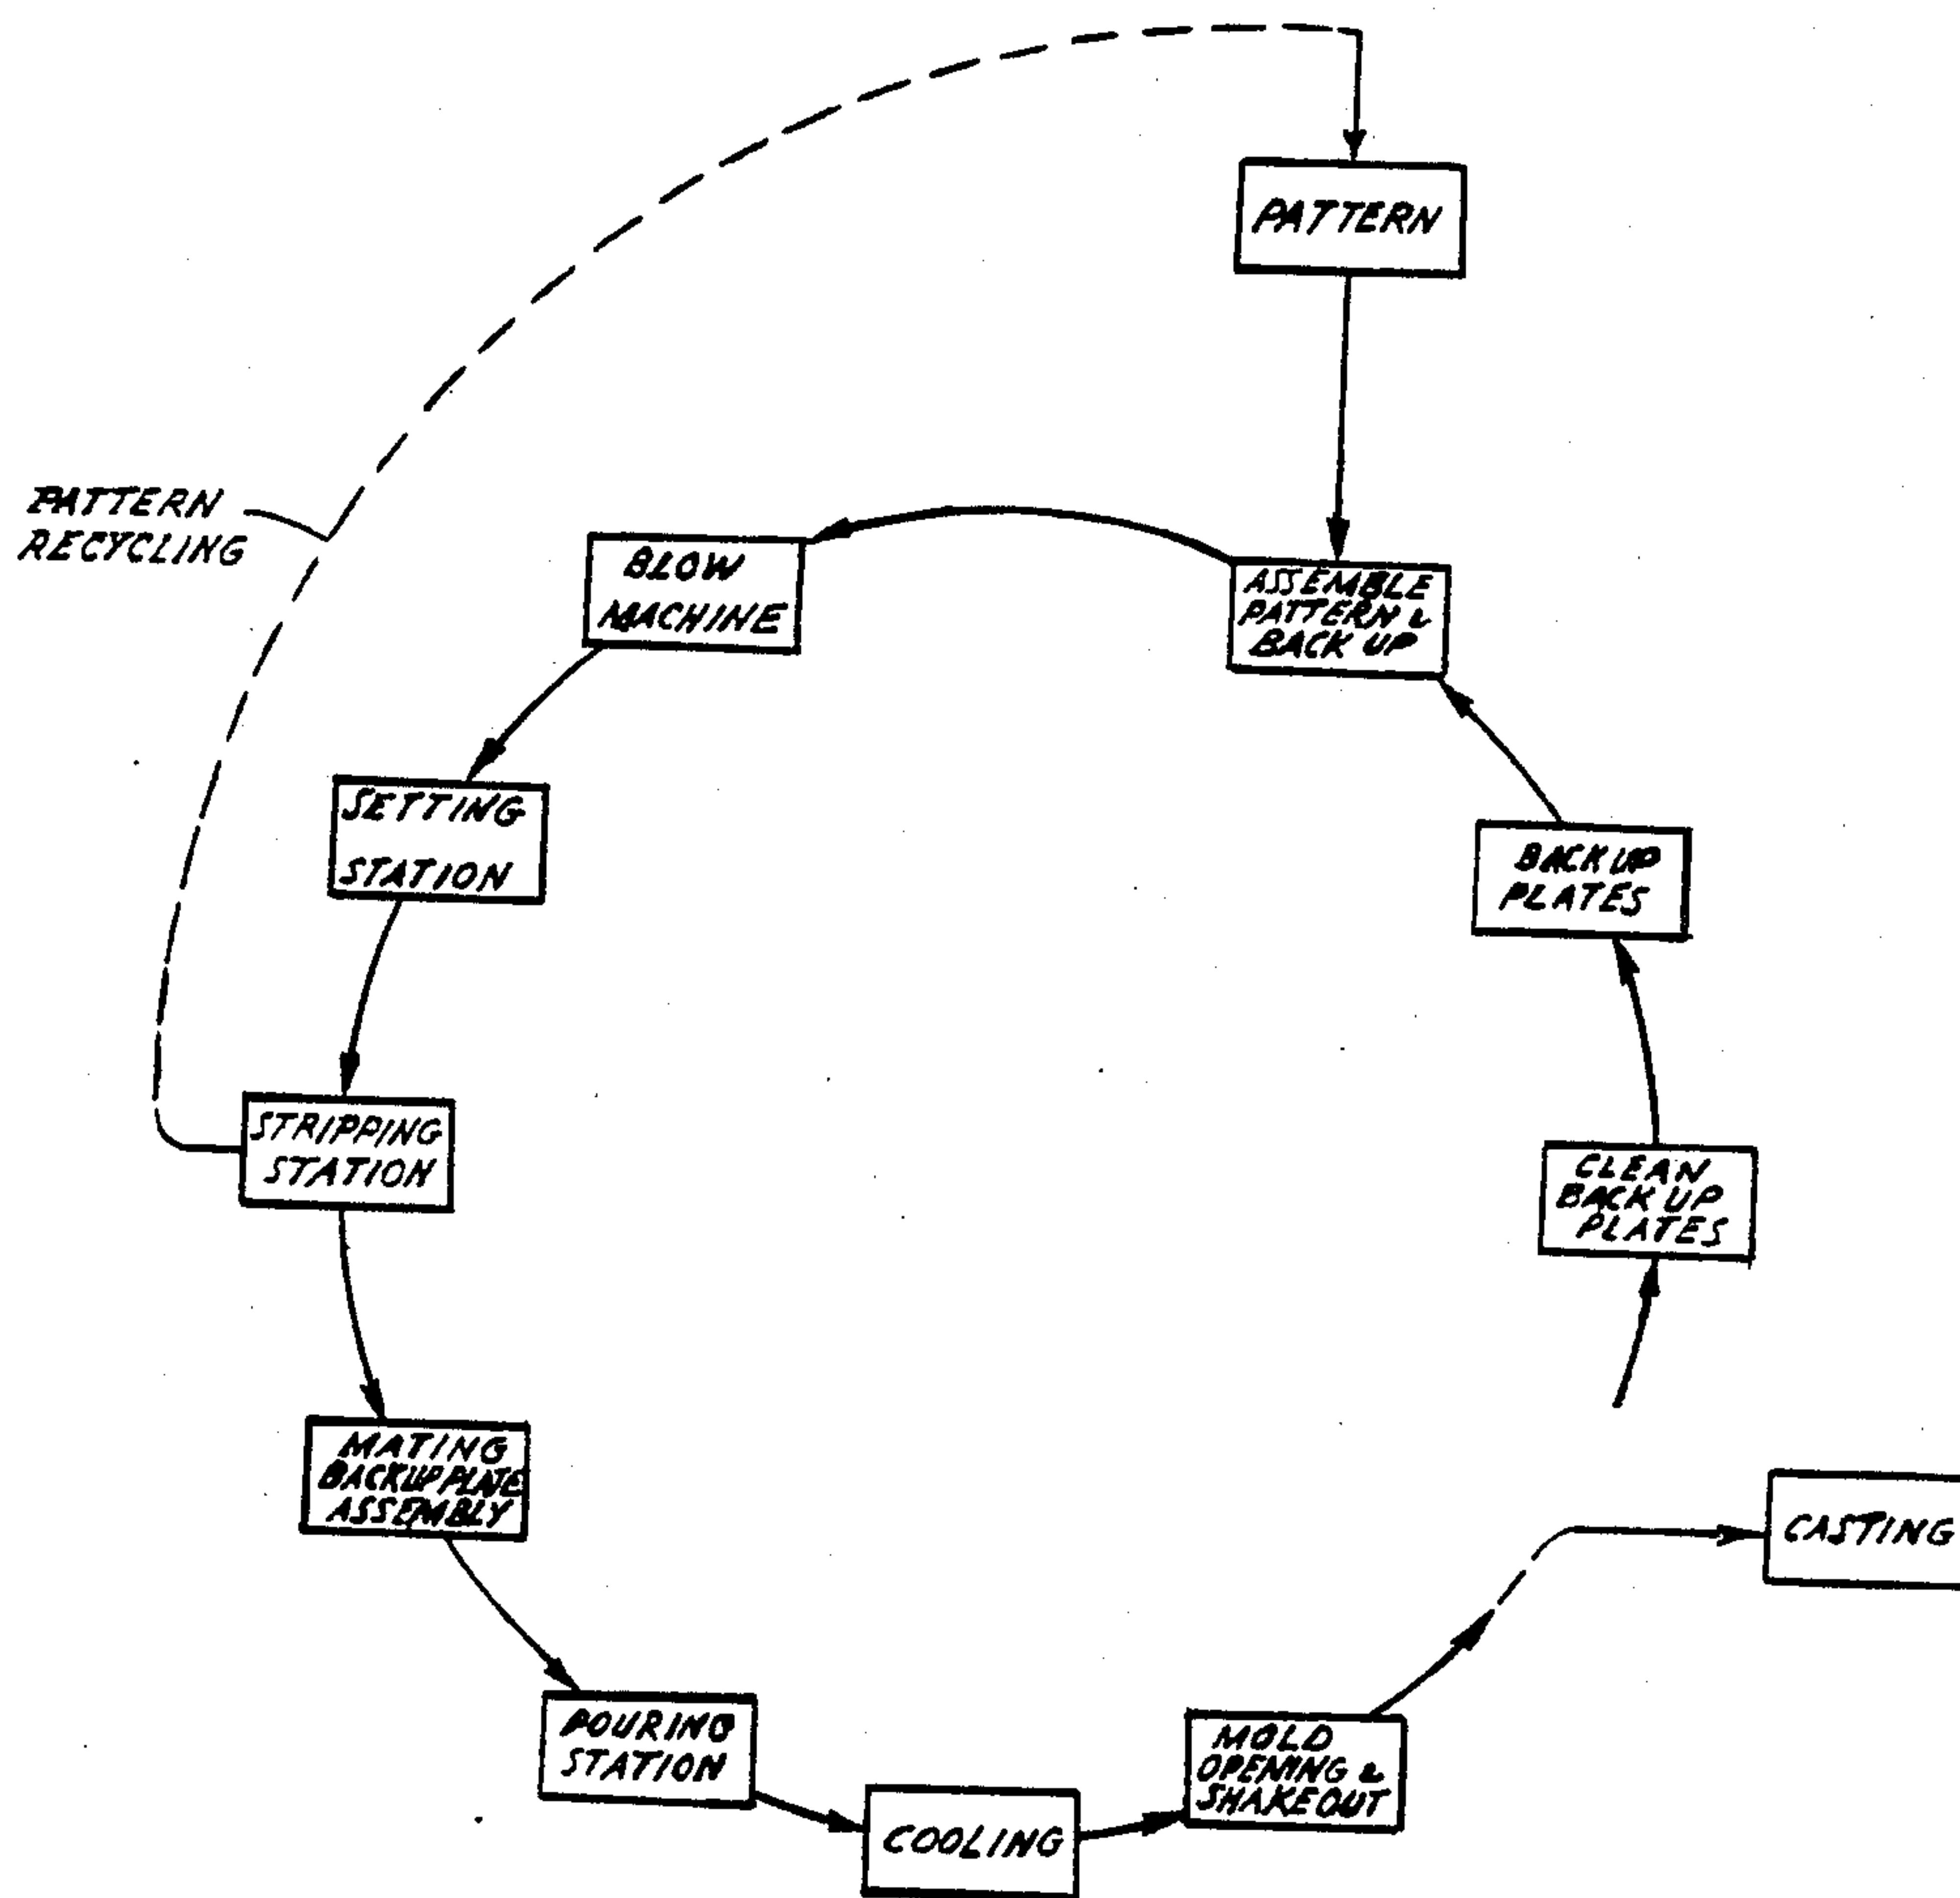 PATTERN
PATTERN
RECYCLING
BLOW
MACHINE
ASSEMBLE
PATTERN &
BACK UP
SETTING
STATION
BACK UP
PLATES
STRIPPING
STATION
CLEAN
BACK UP
PLATES
MATING
BACKUP PLATE
ASSEMBLY
CASTING
POURING
STATION
MOLD
OPENING &
SHAKEOUT
COOLING